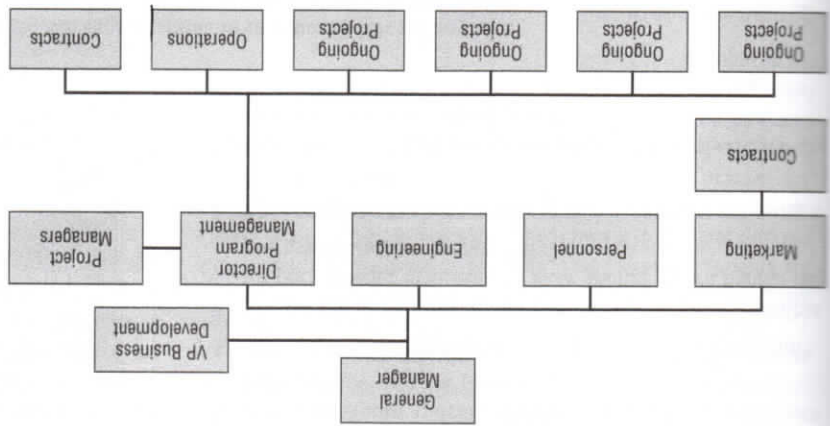 General
Manager
VP Business
Development
Marketing
Personnel
Engineering
Director
Program
Management
Project
Managers
Contracts
Ongoing
Projects
Ongoing
Projects
Ongoing
Projects
Ongoing
Projects
Operations
Contracts